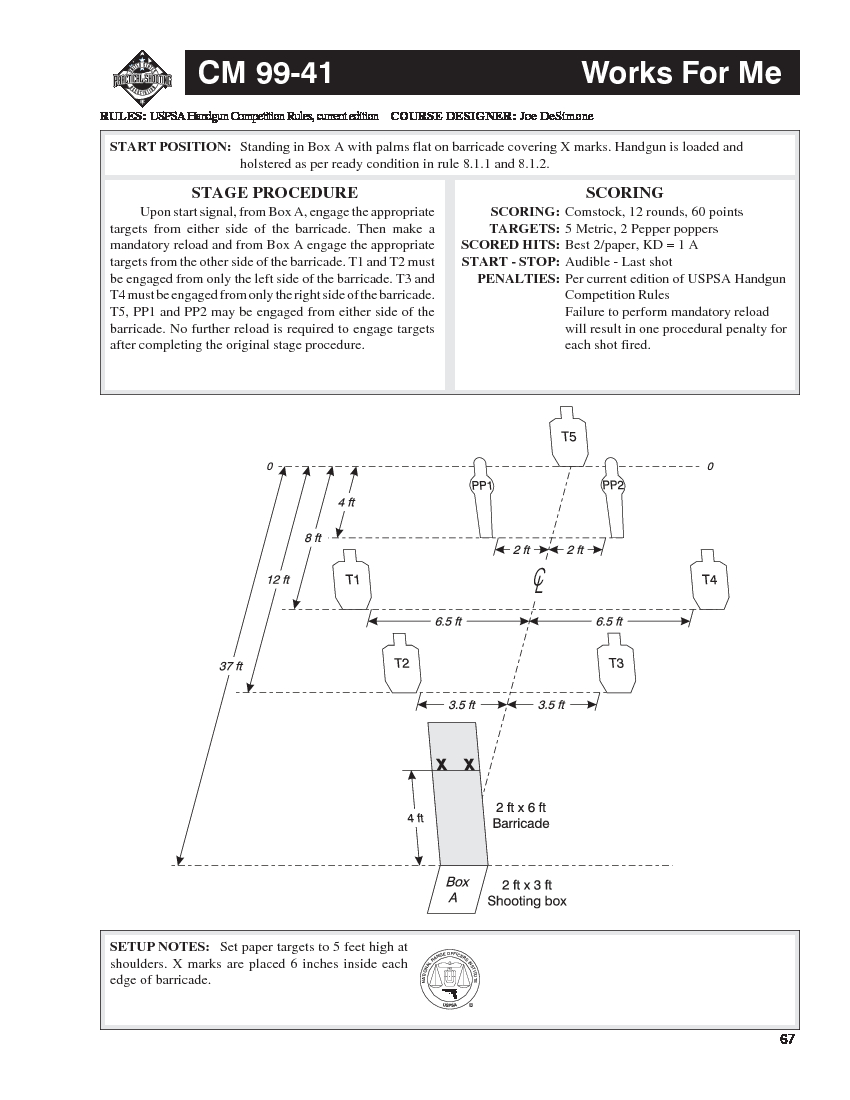 PRACTICAL SHOOTING
CM 99-41 Works For Me
RULES: USPSA Handgun Competition Rules, current edition COURSE DESIGNER: Joe DeSimone
START POSITION: Standing in Box A with palms flat on barricade covering X marks. Handgun is loaded and
holstered as per ready condition in rule 8.1.1 and 8.1.2.
STAGE PROCEDURE
Upon start signal, from Box A, engage the appropriate
targets from either side of the barricade. Then make a
mandatory reload and from Box A engage the appropriate
targets from the other side of the barricade. T1 and T2 must
be engaged from only the left side of the barricade. T3 and
T4 must be engaged from only the right side of the barricade.
T5, PP1 and PP2 may be engaged from either side of the
barricade. No further reload is required to engage targets
after completing the original stage procedure.
SCORING
SCORING: Comstock, 12 rounds, 60 points
TARGETS: 5 Metric, 2 Pepper poppers
SCORED HITS: Best 2/paper, KD = 1 A
START - STOP: Audible - Last shot
PENALTIES: Per current edition of USPSA Handgun
Competition Rules
Failure to perform mandatory reload
will result in one procedural penalty for
each shot fired.
T5
0 0
PP1 PP2
4 ft
8 ft
2 ft 2 ft
12 ft T1 T4
6.5 ft 6.5 ft
37 ft T2 T3
3.5 ft 3.5 ft
X X
2 ft x 6 ft
4 ft Barricade
Box
A
2 ft x 3 ft
Shooting box
SETUP NOTES: Set paper targets to 5 feet high at
shoulders. X marks are placed 6 inches inside each
edge of barricade.
NATIONAL RANGE OFFICERS INSTITUTE
USPSA
67